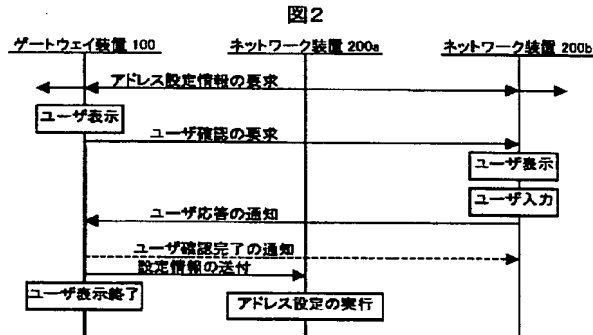 図2
ゲートウェイ装置 100
ネットワーク装置 200a
ネットワーク装置 200b
アドレス設定情報の要求
ユーザ表示
ユーザ確認の要求
ユーザ表示
ユーザ入力
ユーザ応答の通知
ユーザ確認完了の通知
設定情報の送付
ユーザ表示終了
アドレス設定の実行